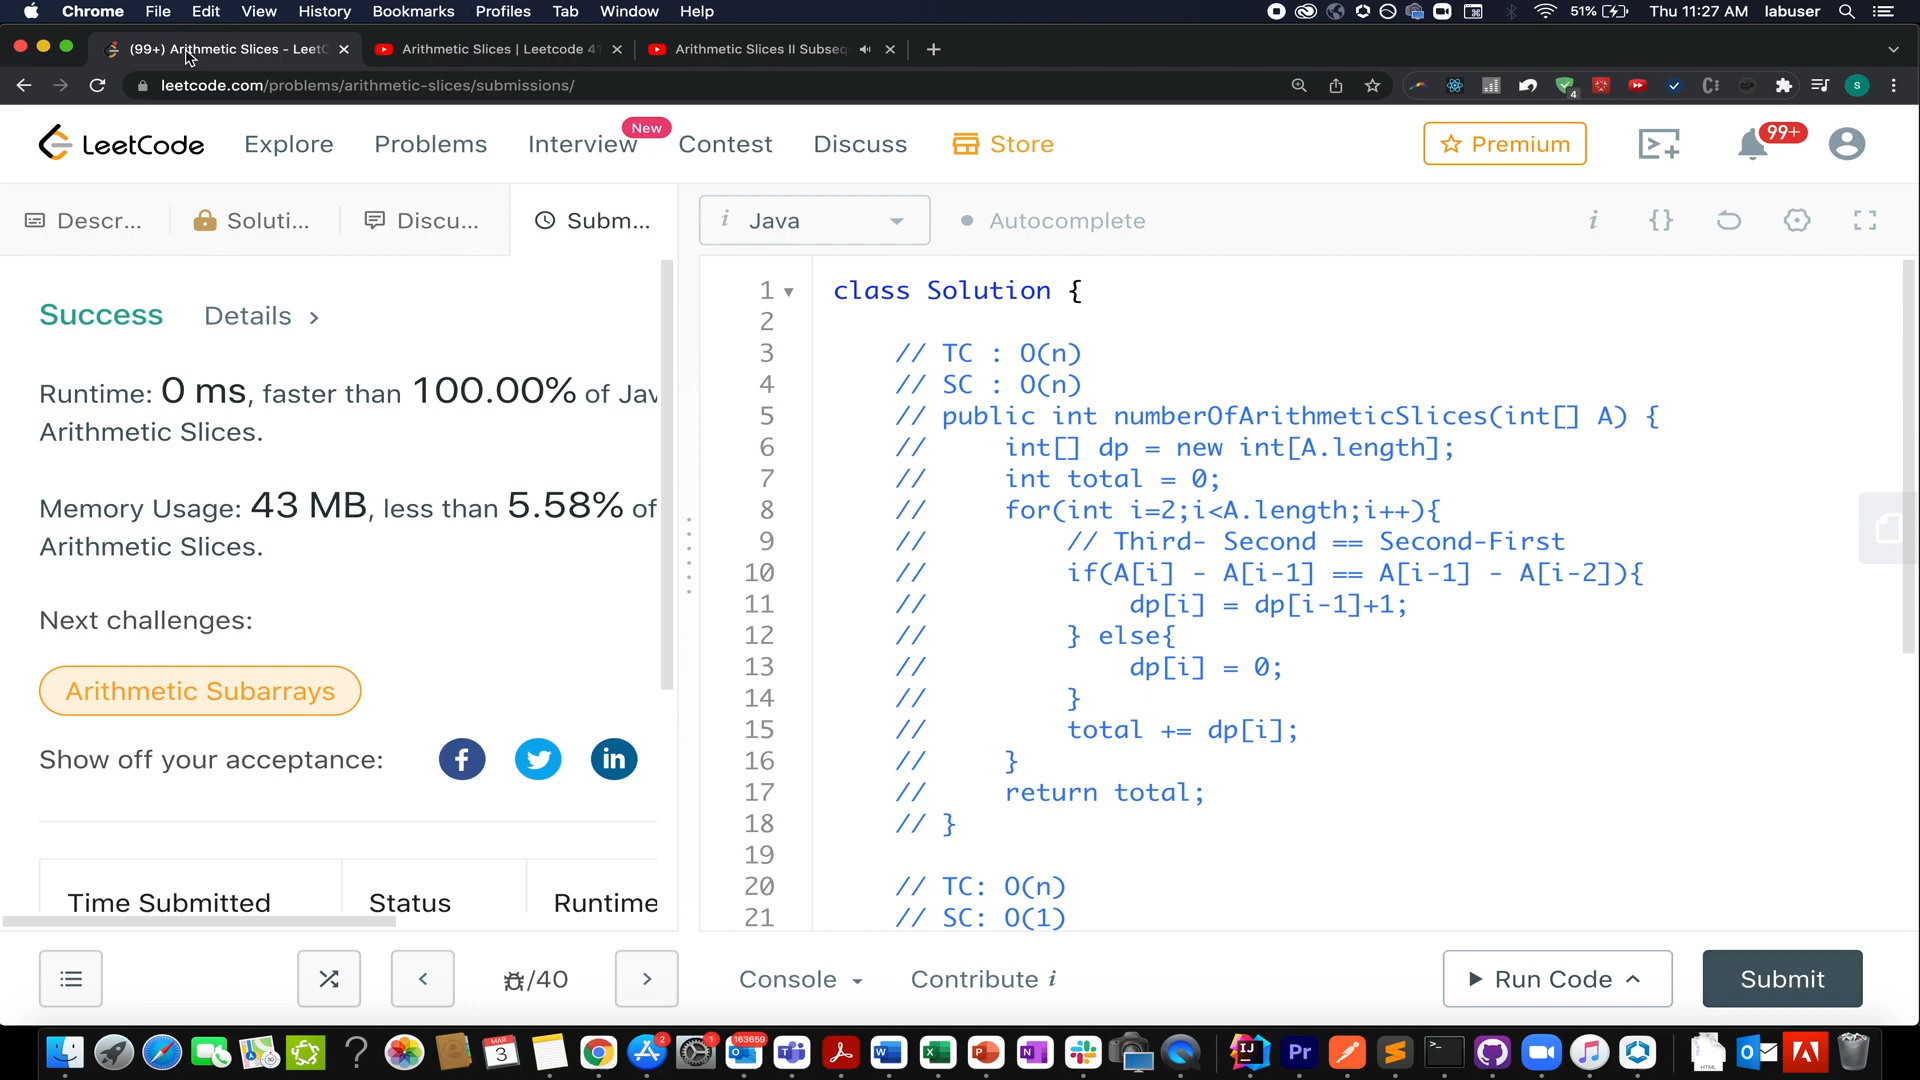 Chrome File Edit View History Bookmarks Profiles Tab Window Help 51% Thu 11:27 AM labuser
(99+) Arithmetic Slices - LeetC Arithmetic Slices | Leetcode 41 Arithmetic Slices II Subseq
leetcode.com/problems/arithmetic-slices/submissions/
LeetCode Explore Problems Interview New Contest Discuss Store Premium 99+
Descr... Soluti... Discu... Subm... i Java Autocomplete
Success Details >
Runtime: 0 ms, faster than 100.00% of Jav
Arithmetic Slices.
Memory Usage: 43 MB, less than 5.58% of
Arithmetic Slices.
Next challenges:
Arithmetic Subarrays
Show off your acceptance:
Time Submitted Status Runtime
1 class Solution {
2
3 // TC : O(n)
4 // SC : O(n)
5 // public int numberOfArithmeticSlices(int[] A) {
6 // int[] dp = new int[A.length];
7 // int total = 0;
8 // for(int i=2;i<A.length;i++){
9 // // Third- Second == Second-First
10 // if(A[i] - A[i-1] == A[i-1] - A[i-2]){
11 // dp[i] = dp[i-1]+1;
12 // } else{
13 // dp[i] = 0;
14 // }
15 // total += dp[i];
16 // }
17 // return total;
18 // }
19
20 // TC: O(n)
21 // SC: O(1)
/40 Console Contribute i Run Code Submit
MAR 3 2 163659 1